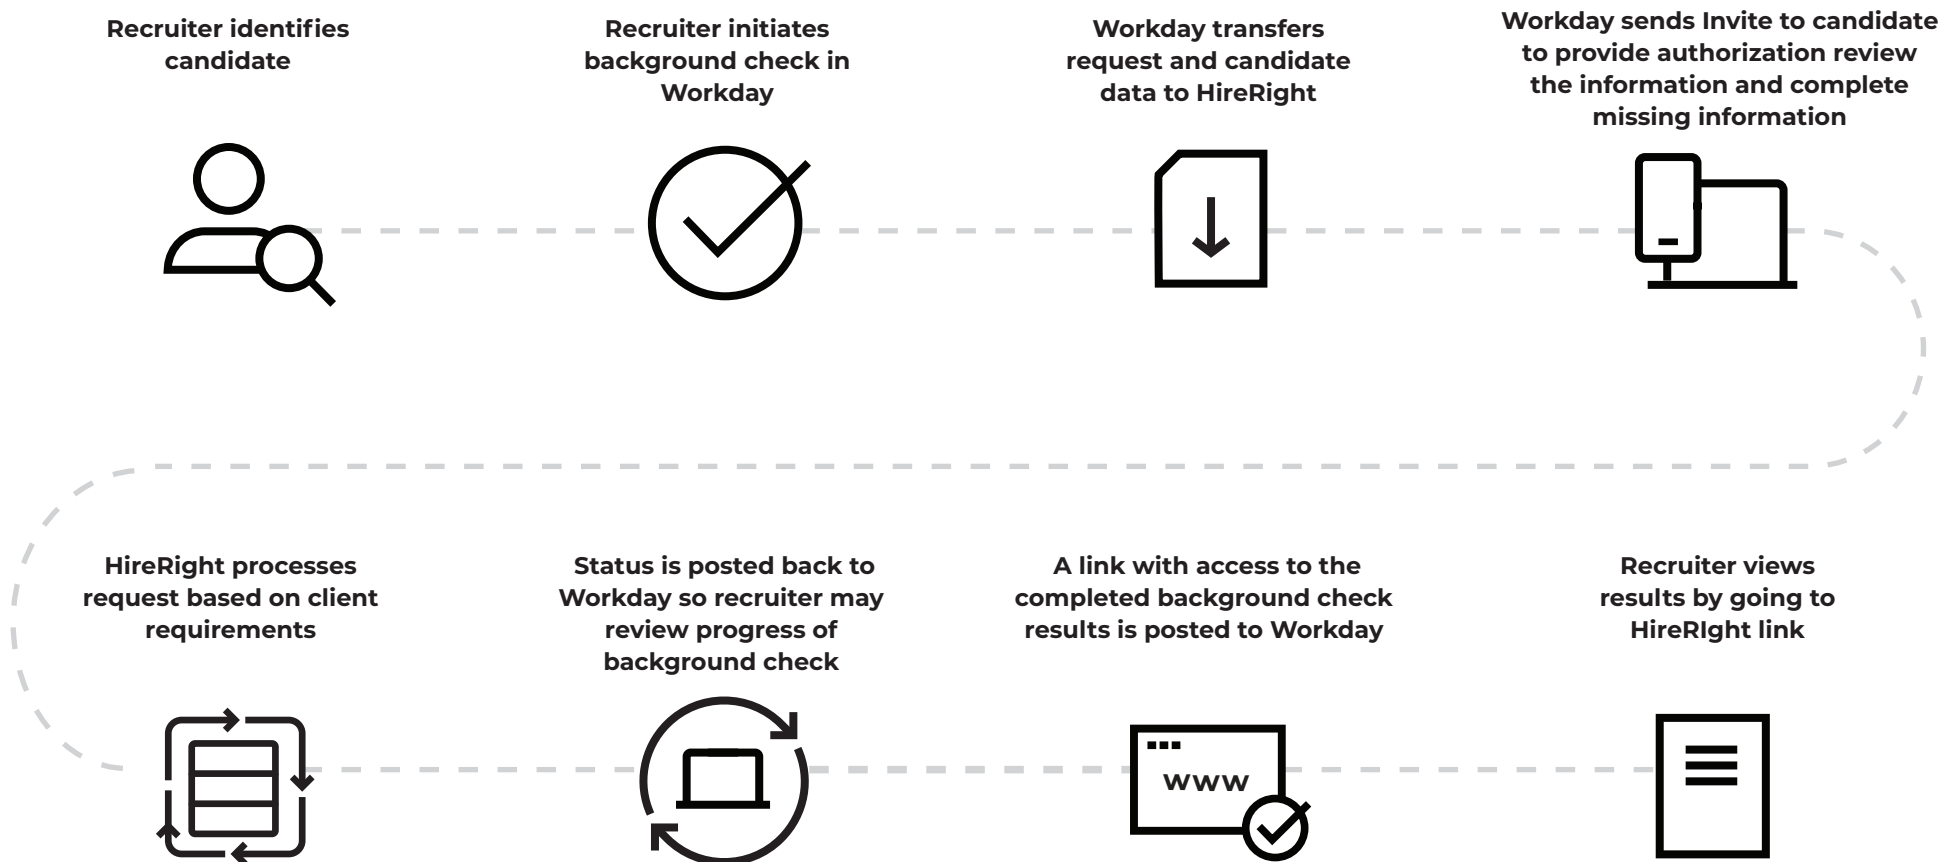 Recruiter identifies
candidate
Recruiter initiates
background check in
Workday
Workday transfers
request and candidate
data to HireRight
Workday sends Invite to candidate
to provide authorization review
the information and complete
missing information
HireRight processes
request based on client
requirements
Status is posted back to
Workday so recruiter may
review progress of
background check
A link with access to the
completed background check
results is posted to Workday
www
Recruiter views
results by going to
HireRIght link